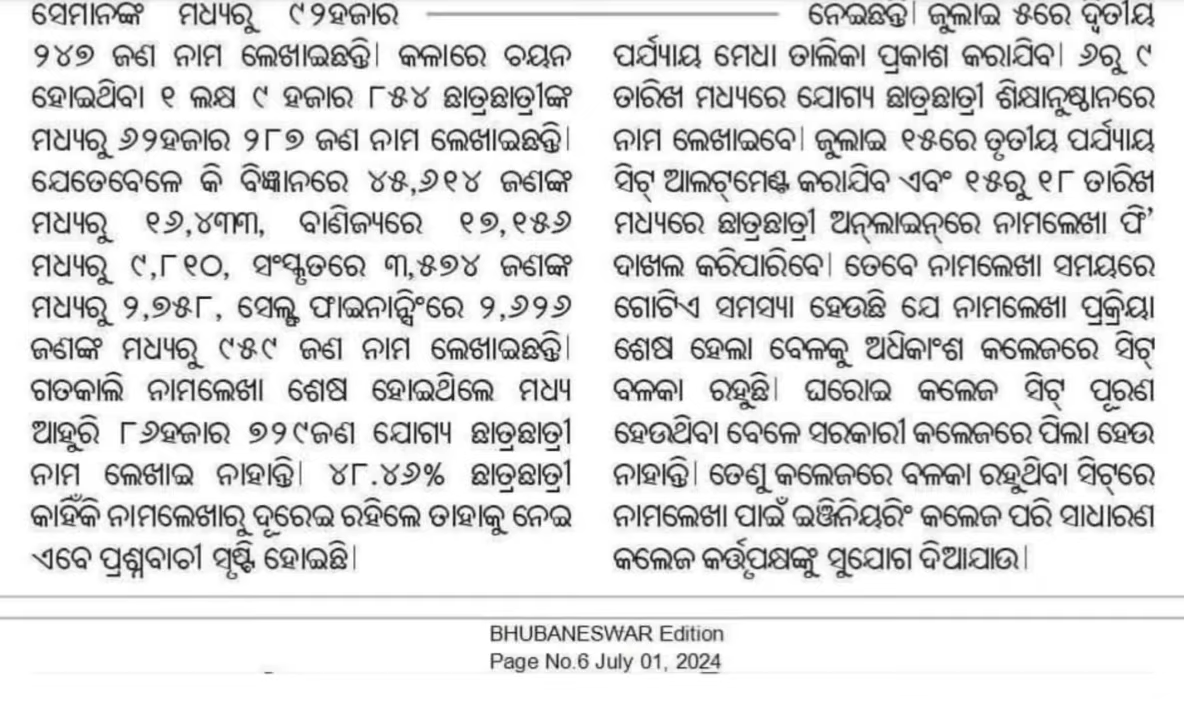 ସେମାନଙ୍କ ମଧ୍ୟରୁ ୯୨ହଜାର
୨୪୭ ଜଣ ନାମ ଲେଖାଇଛନ୍ତି। କଳାରେ ଚୟନ
ହୋଇଥିବା ୧ ଲକ୍ଷ ୯ ହଜାର ୮୫୪ ଛାତ୍ରଛାତ୍ରୀଙ୍କ
ମଧ୍ୟରୁ ୬୨ହଜାର ୨୮୭ ଜଣ ନାମ ଲେଖାଇଛନ୍ତି।
ଯେତେବେଳେ କି ବିଜ୍ଞାନରେ ୪୫,୬୧୪ ଜଣଙ୍କ
ମଧ୍ୟରୁ ୧୬,୪୩୩, ବାଣିଜ୍ୟରେ ୧୭,୧୫୬
ମଧ୍ୟରୁ ୯,୮୧୦, ସଂସ୍କୃତରେ ୩,୫୭୪ ଜଣଙ୍କ
ମଧ୍ୟରୁ ୨,୭୫୮, ସେଲ୍ଫ ଫାଇନାନ୍ସିଂରେ ୨,୬୨୬
ଜଣଙ୍କ ମଧ୍ୟରୁ ୯୫୯ ଜଣ ନାମ ଲେଖାଇଛନ୍ତି।
ଗତକାଲି ନାମଲେଖା ଶେଷ ହୋଇଥିଲେ ମଧ୍ୟ
ଆହୁରି ୮୬ହଜାର ୭୨୯ଜଣ ଯୋଗ୍ୟ ଛାତ୍ରଛାତ୍ରୀ
ନାମ ଲେଖାଇ ନାହାନ୍ତି। ୪୮.୪୬% ଛାତ୍ରଛାତ୍ରୀ
କାହିଁକି ନାମଲେଖାରୁ ଦୂରେଇ ରହିଲେ ତାହାକୁ ନେଇ
ଏବେ ପ୍ରଶ୍ନବାଚୀ ସୃଷ୍ଟି ହୋଇଛି।
ନେଇଛନ୍ତି। ଜୁଲାଇ ୫ରେ ଦ୍ୱିତୀୟ
ପର୍ଯ୍ୟାୟ ମେଧା ତାଲିକା ପ୍ରକାଶ କରାଯିବ। ୬ରୁ ୯
ତାରିଖ ମଧ୍ୟରେ ଯୋଗ୍ୟ ଛାତ୍ରଛାତ୍ରୀ ଶିକ୍ଷାନୁଷ୍ଠାନରେ
ନାମ ଲେଖାଇବେ। ଜୁଲାଇ ୧୫ରେ ତୃତୀୟ ପର୍ଯ୍ୟାୟ
ସିଟ୍ ଆଲଟ୍‌ମେଣ୍ଟ କରାଯିବ ଏବଂ ୧୫ରୁ ୧୮ ତାରିଖ
ମଧ୍ୟରେ ଛାତ୍ରଛାତ୍ରୀ ଅନ୍‌ଲାଇନ୍‌ରେ ନାମଲେଖା ଫି'
ଦାଖଲ କରିପାରିବେ। ତେବେ ନାମଲେଖା ସମୟରେ
ଗୋଟିଏ ସମସ୍ୟା ହେଉଛି ଯେ ନାମଲେଖା ପ୍ରକ୍ରିୟା
ଶେଷ ହେଲା ବେଳକୁ ଅଧିକାଂଶ କଲେଜରେ ସିଟ୍
ବଳକା ରହୁଛି। ଘରୋଇ କଲେଜ ସିଟ୍ ପୂରଣ
ହେଉଥିବା ବେଳେ ସରକାରୀ କଲେଜରେ ପିଲା ହେଉ
ନାହାନ୍ତି। ତେଣୁ କଲେଜରେ ବଳକା ରହୁଥିବା ସିଟ୍‌ରେ
ନାମଲେଖା ପାଇଁ ଇଞ୍ଜିନିୟରିଂ କଲେଜ ପରି ସାଧାରଣ
କଲେଜ କର୍ତ୍ତୃପକ୍ଷଙ୍କୁ ସୁଯୋଗ ଦିଆଯାଉ।
BHUBANESWAR Edition
Page No.6 July 01, 2024